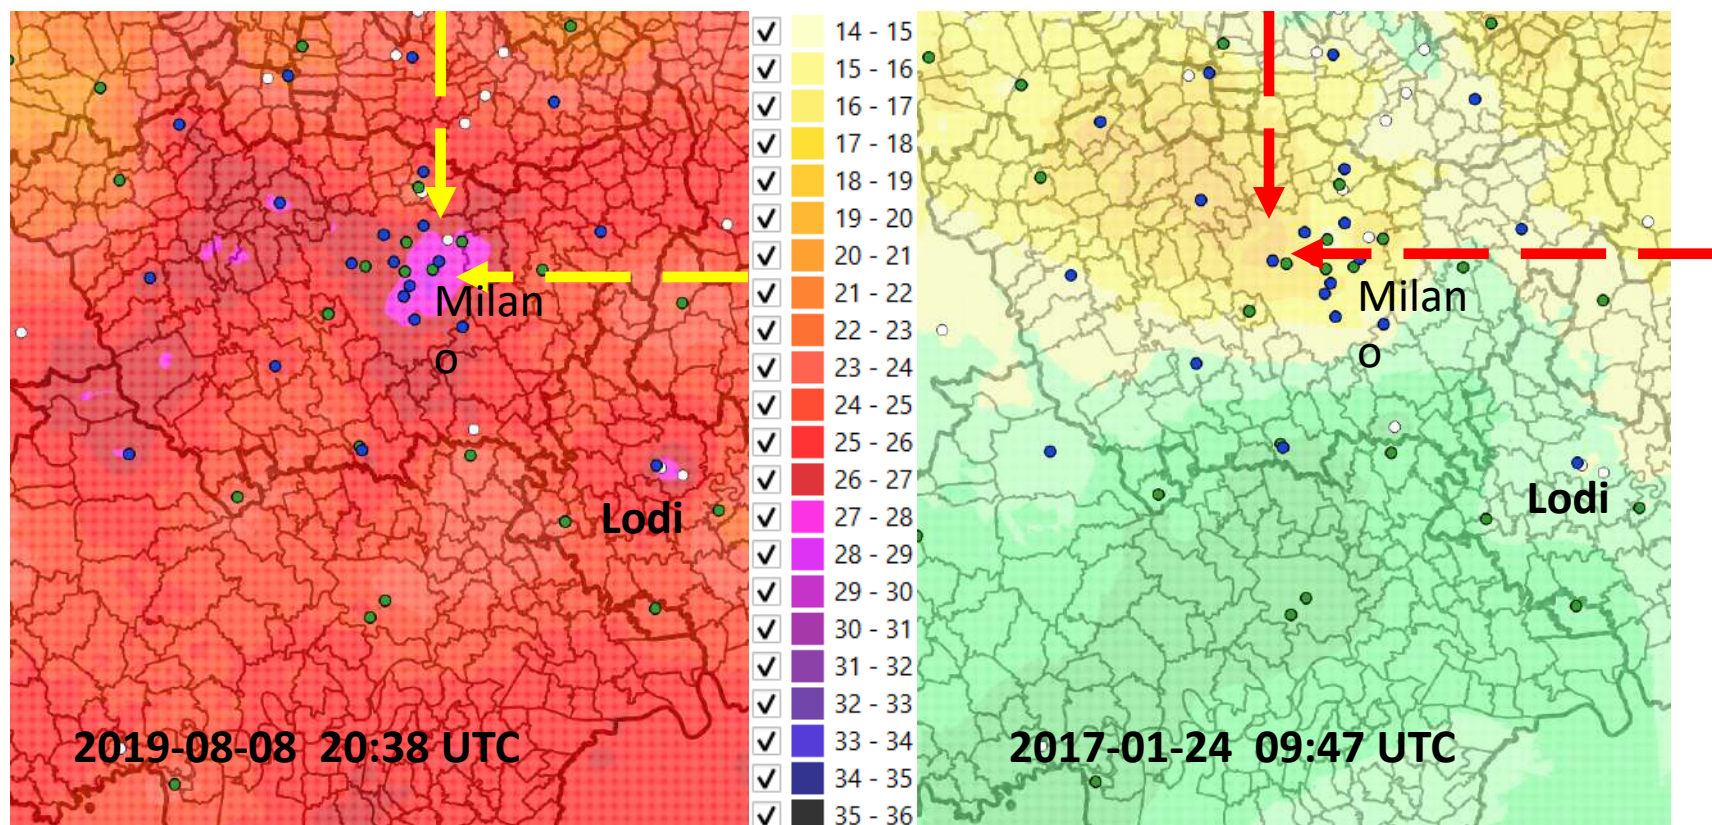 14 - 15
15 - 16
16 - 17
17 - 18
18 - 19
19 - 20
20 - 21
21 - 22
22 - 23
23 - 24
24 - 25
25 - 26
26 - 27
27 - 28
28 - 29
29 - 30
30 - 31
31 - 32
32 - 33
33 - 34
34 - 35
35 - 36
Milan
o
Lodi
2019-08-08 20:38 UTC
Milan
o
Lodi
2017-01-24 09:47 UTC